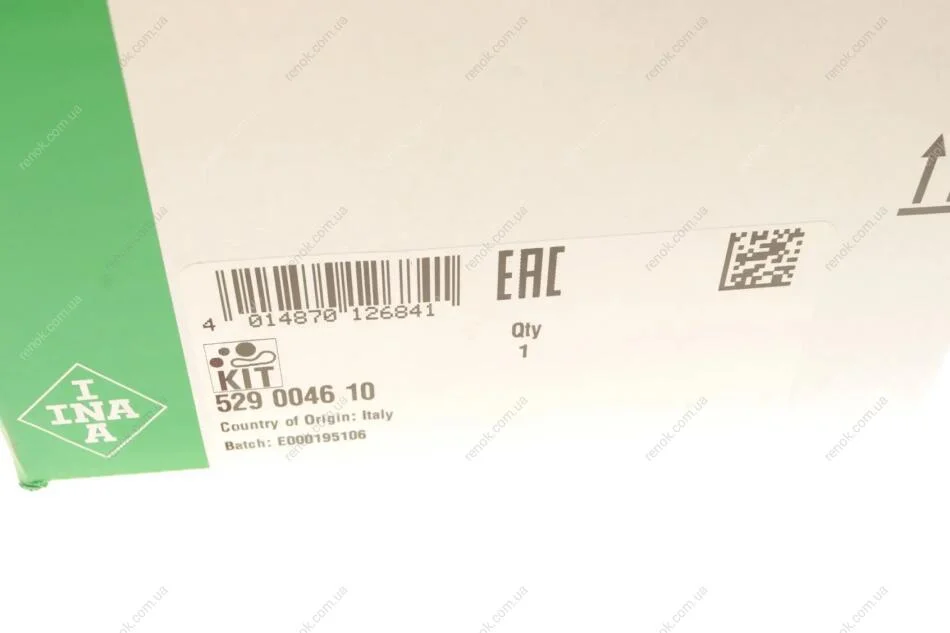 4 014870 126841
EAC
Qty
1
KIT
529 0046 10
Country of Origin: Italy
Batch: E000195106
I
INA
A
renok.com.ua